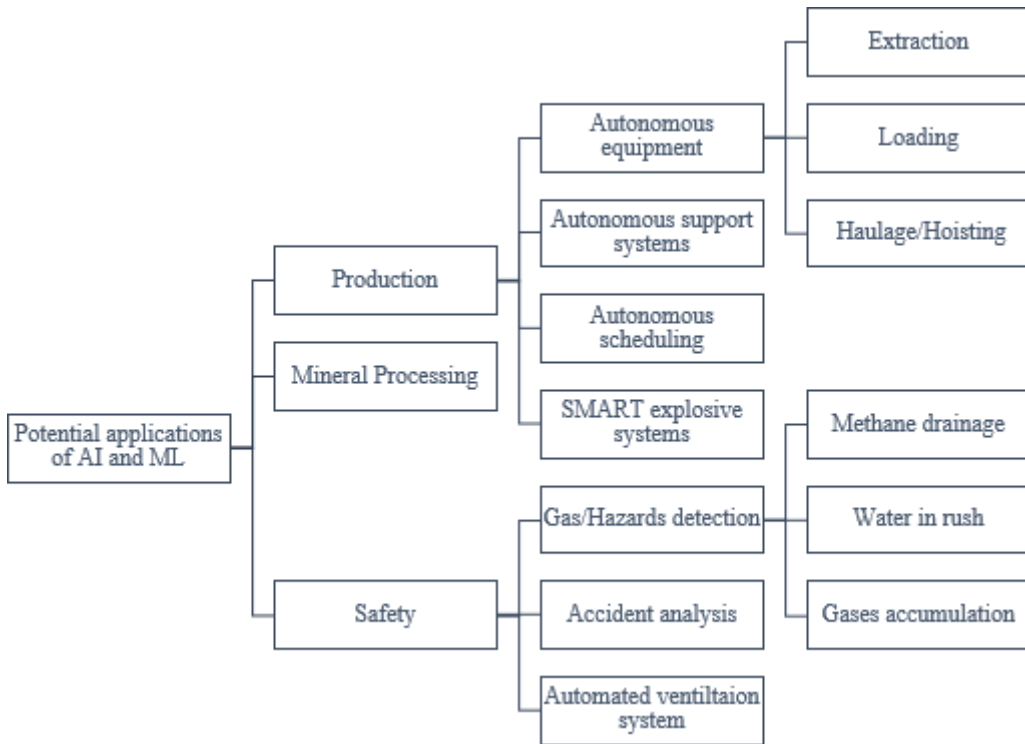 Extraction
Autonomous
equipment
Loading
Autonomous support
systems
Haulage/Hoisting
Production
Autonomous
scheduling
Mineral Processing
SMART explosive
systems
Methane drainage
Potential applications
of AI and ML
Gas/Hazards detection
Water in rush
Safety
Accident analysis
Gases accumulation
Automated ventiltaion
system